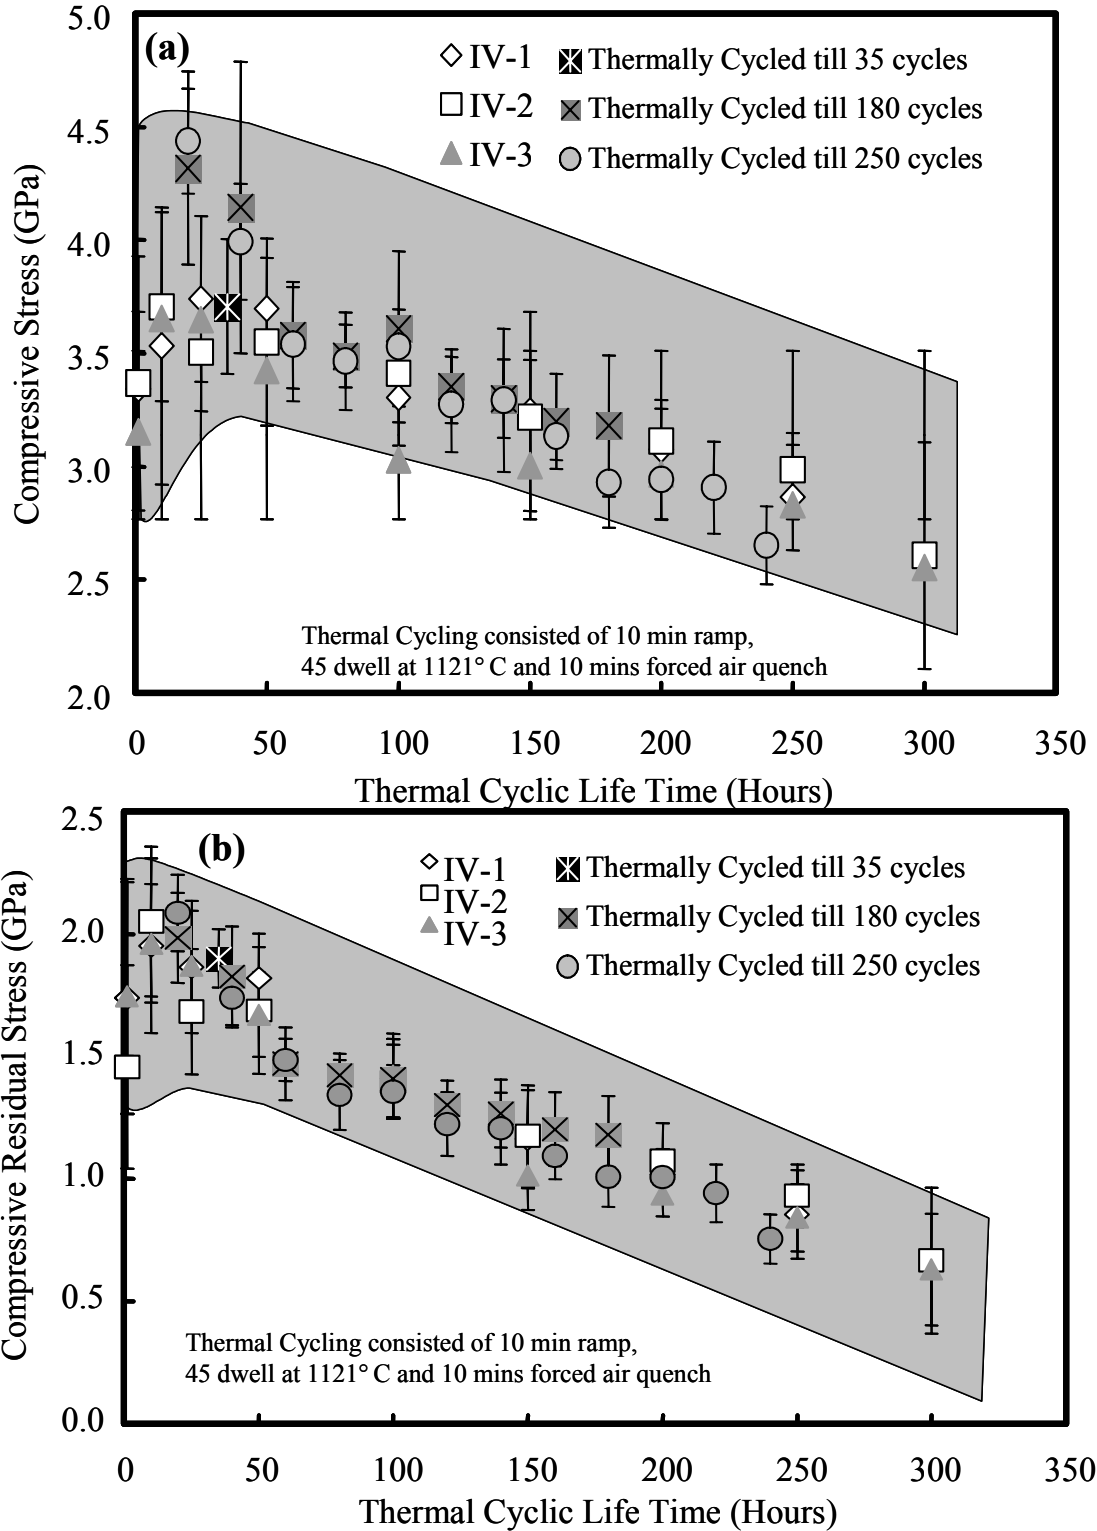 5.0
(a)
IV-1
Thermally Cycled till 35 cycles
IV-2
Thermally Cycled till 180 cycles
IV-3
Thermally Cycled till 250 cycles
4.5
4.0
3.5
3.0
2.5
2.0
Compressive Stress (GPa)
Thermal Cycling consisted of 10 min ramp,
45 dwell at 1121° C and 10 mins forced air quench
0 50 100 150 200 250 300 350
Thermal Cyclic Life Time (Hours)
2.5
(b)
IV-1
Thermally Cycled till 35 cycles
IV-2
Thermally Cycled till 180 cycles
IV-3
Thermally Cycled till 250 cycles
2.0
1.5
1.0
0.5
0.0
Compressive Residual Stress (GPa)
Thermal Cycling consisted of 10 min ramp,
45 dwell at 1121° C and 10 mins forced air quench
0 50 100 150 200 250 300 350
Thermal Cyclic Life Time (Hours)